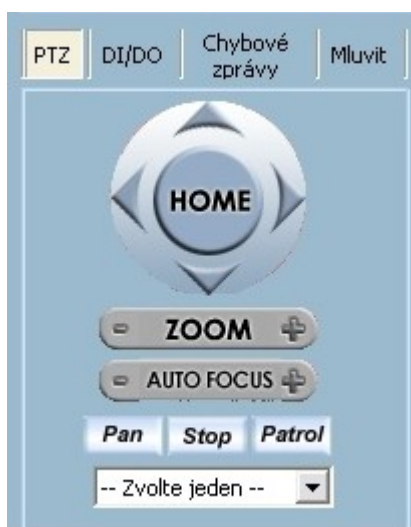 PTZ DI/DO Chybové zprávy Mluvit
HOME
- ZOOM +
- AUTO FOCUS +
Pan Stop Patrol
-- Zvolte jeden --